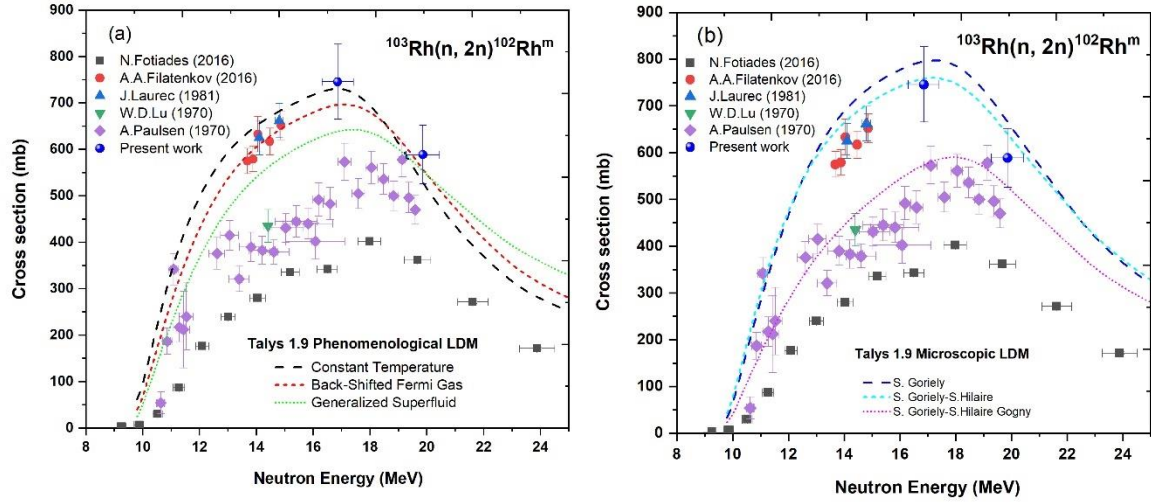 (a)
¹⁰³Rh(n, 2n)¹⁰²Rhᵐ
N.Fotiades (2016)
A.A.Filatenkov (2016)
J.Laurec (1981)
W.D.Lu (1970)
A.Paulsen (1970)
Present work
Cross section (mb)
900
800
700
600
500
400
300
200
100
0
Talys 1.9 Phenomenological LDM
Constant Temperature
Back-Shifted Fermi Gas
Generalized Superfluid
8 10 12 14 16 18 20 22 24
Neutron Energy (MeV)
(b)
¹⁰³Rh(n, 2n)¹⁰²Rhᵐ
N.Fotiades (2016)
A.A.Filatenkov (2016)
J.Laurec (1981)
W.D.Lu (1970)
A.Paulsen (1970)
Present work
Cross section (mb)
900
800
700
600
500
400
300
200
100
0
Talys 1.9 Microscopic LDM
S. Goriely
S. Goriely-S.Hilaire
S. Goriely-S.Hilaire Gogny
6 8 10 12 14 16 18 20 22 24
Neutron Energy (MeV)